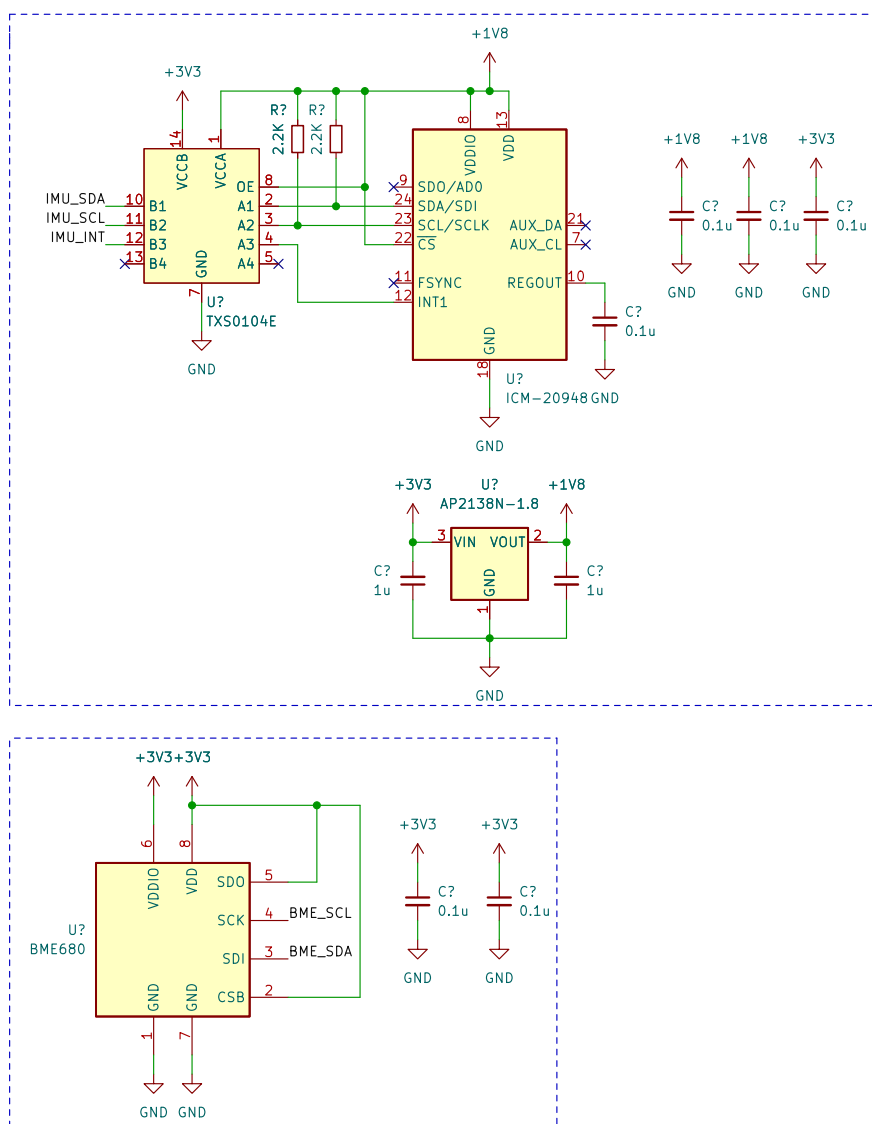 +1V8
+3V3
R?
2.2K
R?
2.2K
14
VCCB
1
VCCA
8
VDDIO
13
VDD
+1V8
+1V8
+3V3
OE 8
9 SDO/AD0
IMU_SDA 10 B1
A1 2
24 SDA/SDI
IMU_SCL 11 B2
A2 3
23 SCL/SCLK
AUX_DA 21
IMU_INT 12 B3
A3 4
22 CS
AUX_CL 7
13 B4
A4 5
GND
7
11 FSYNC
REGOUT 10
12 INT1
C?
0.1u
C?
0.1u
C?
0.1u
GND
GND
GND
U?
TXS0104E
GND
C?
0.1u
GND
GND
18
U?
ICM-20948
GND
+3V3
U?
+1V8
AP2138N-1.8
3 VIN
VOUT 2
GND
1
C?
1u
C?
1u
GND
+3V3
+3V3
6
VDDIO
8
VDD
SDO 5
SCK 4 BME_SCL
SDI 3 BME_SDA
CSB 2
U?
BME680
GND
1
GND
7
GND
GND
+3V3
+3V3
C?
0.1u
C?
0.1u
GND
GND